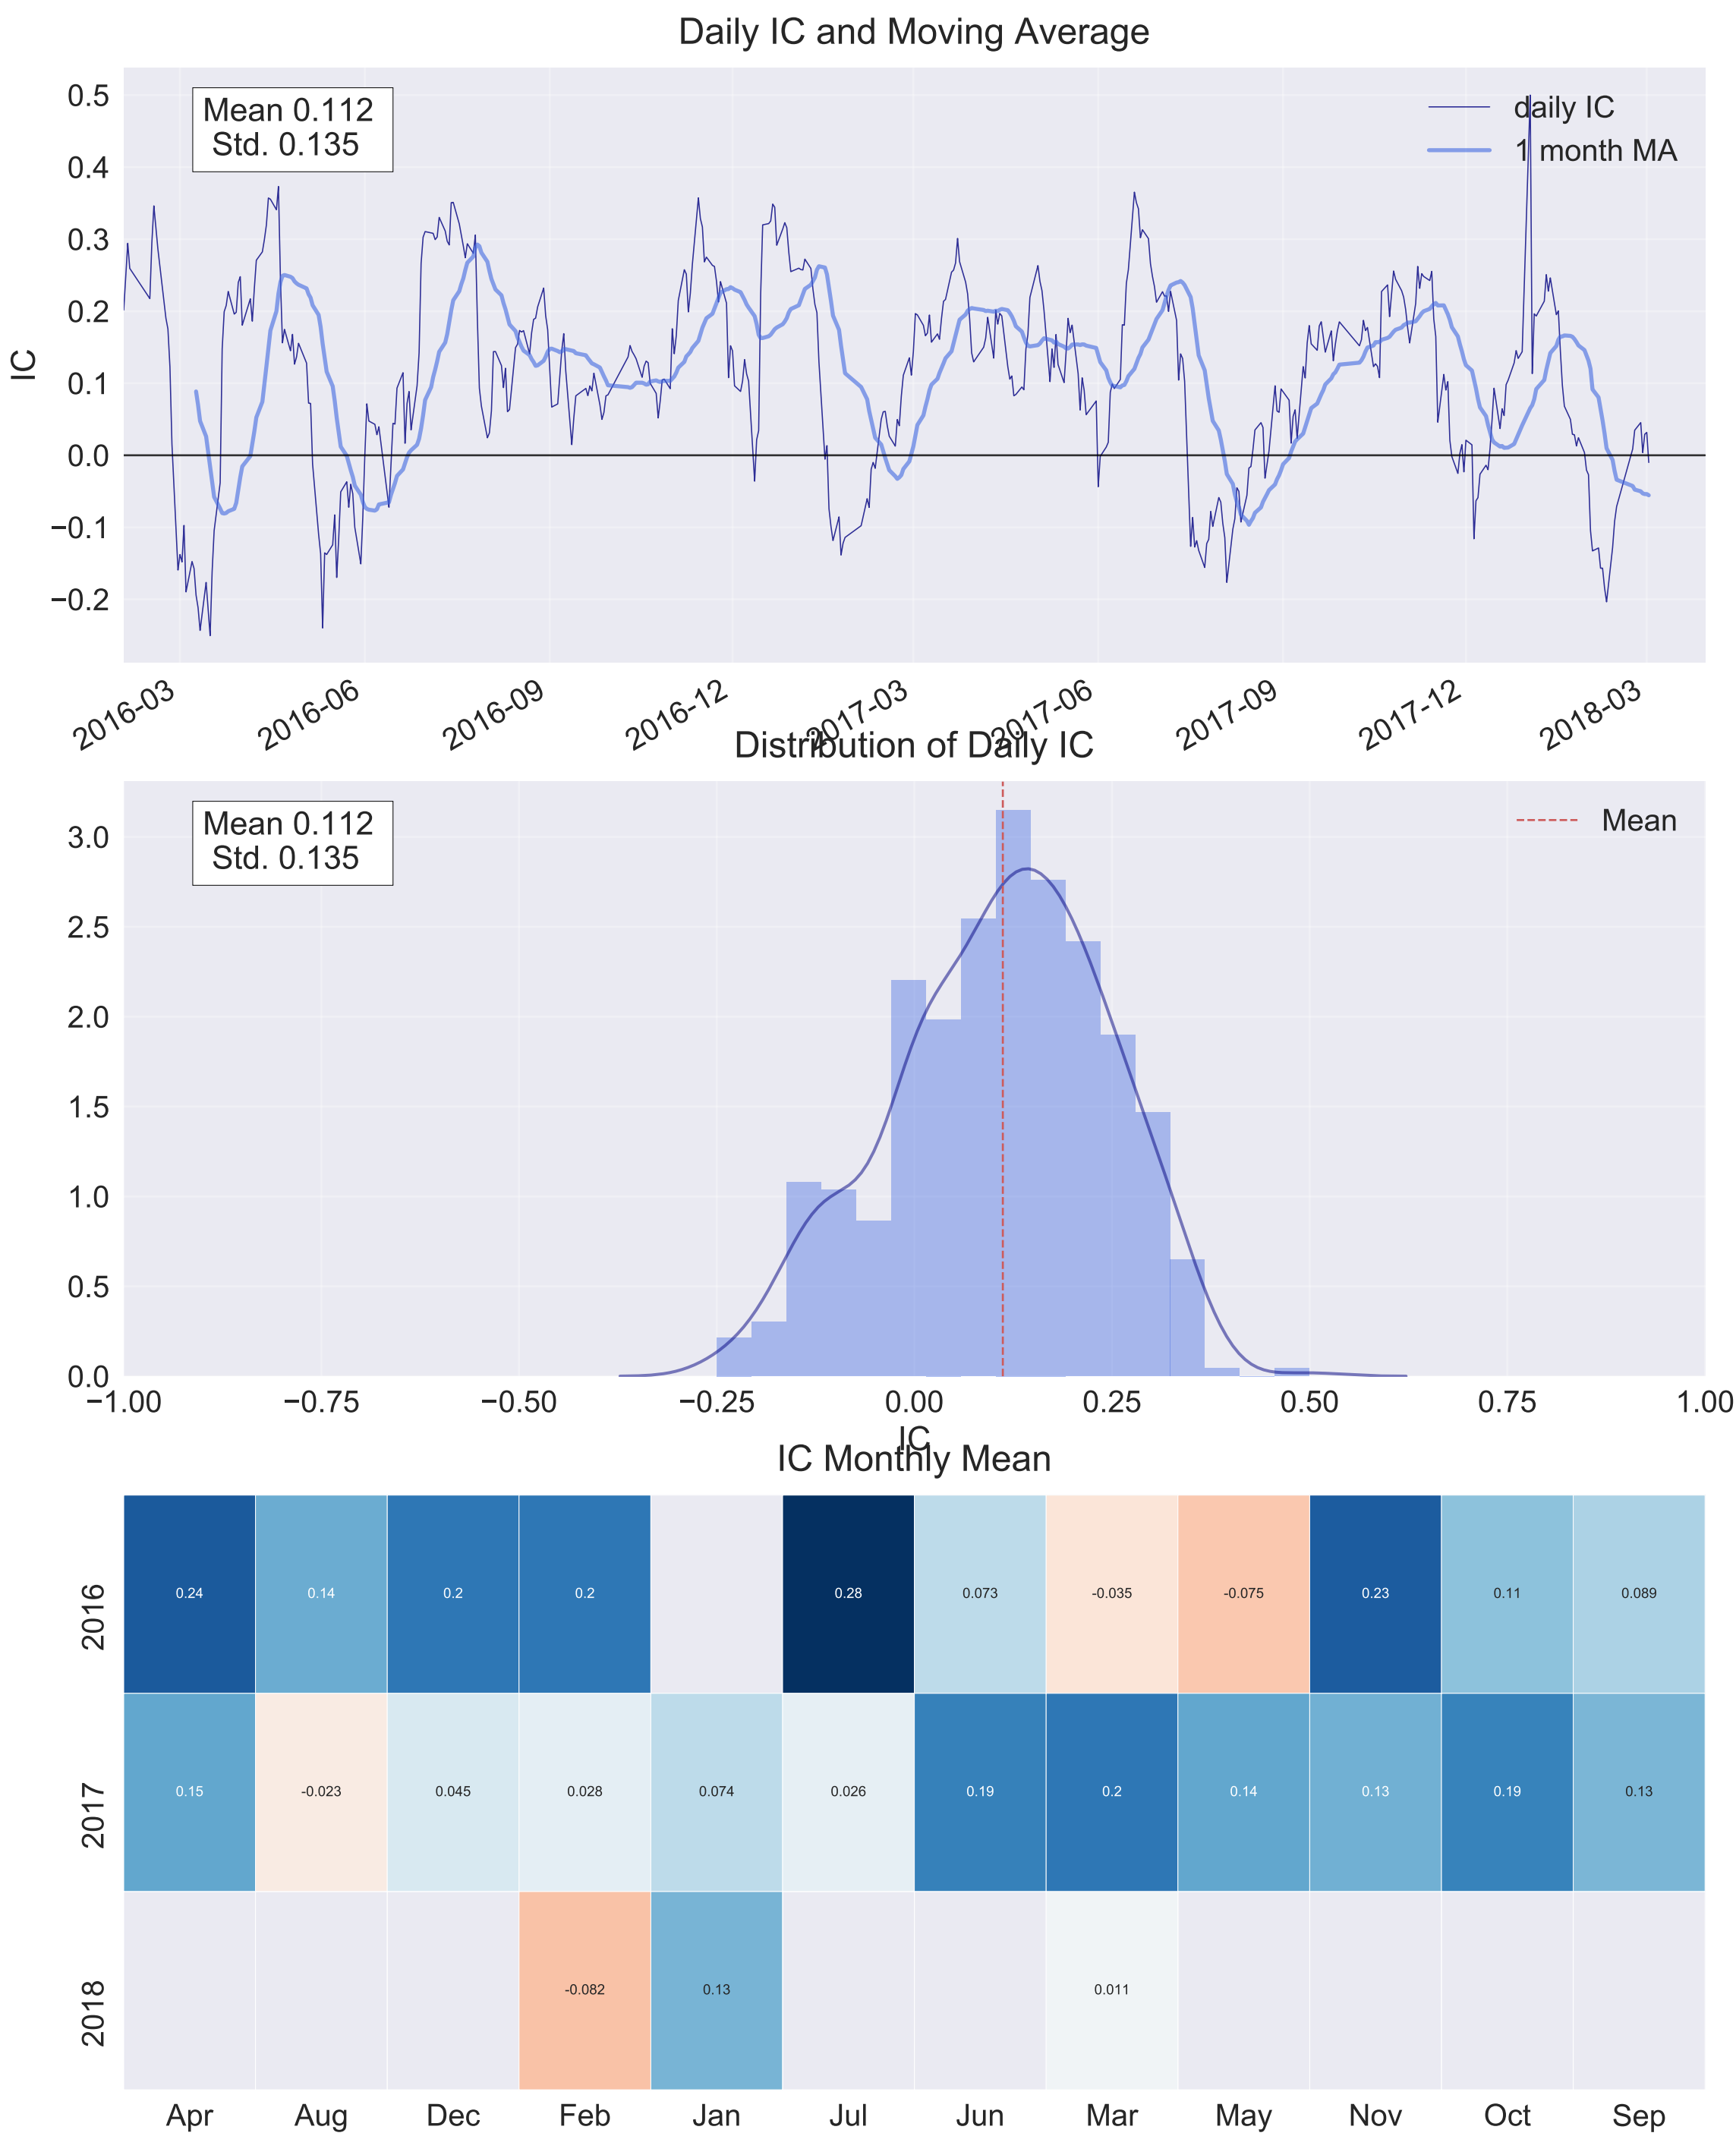 Daily IC and Moving Average
Mean 0.112
Std. 0.135
daily IC
1 month MA
IC
0.5
0.4
0.3
0.2
0.1
0.0
−0.1
−0.2
2016-03 2016-06 2016-09 2016-12 2017-03 2017-06 2017-09 2017-12 2018-03
Distribution of Daily IC
Mean 0.112
Std. 0.135
Mean
3.0
2.5
2.0
1.5
1.0
0.5
0.0
−1.00 −0.75 −0.50 −0.25 0.00 0.25 0.50 0.75 1.00
IC
IC Monthly Mean
2016 0.24 0.14 0.2 0.2 0.28 0.073 -0.035 -0.075 0.23 0.11 0.089
2017 0.15 -0.023 0.045 0.028 0.074 0.026 0.19 0.2 0.14 0.13 0.19 0.13
2018 -0.082 0.13 0.011
Apr Aug Dec Feb Jan Jul Jun Mar May Nov Oct Sep